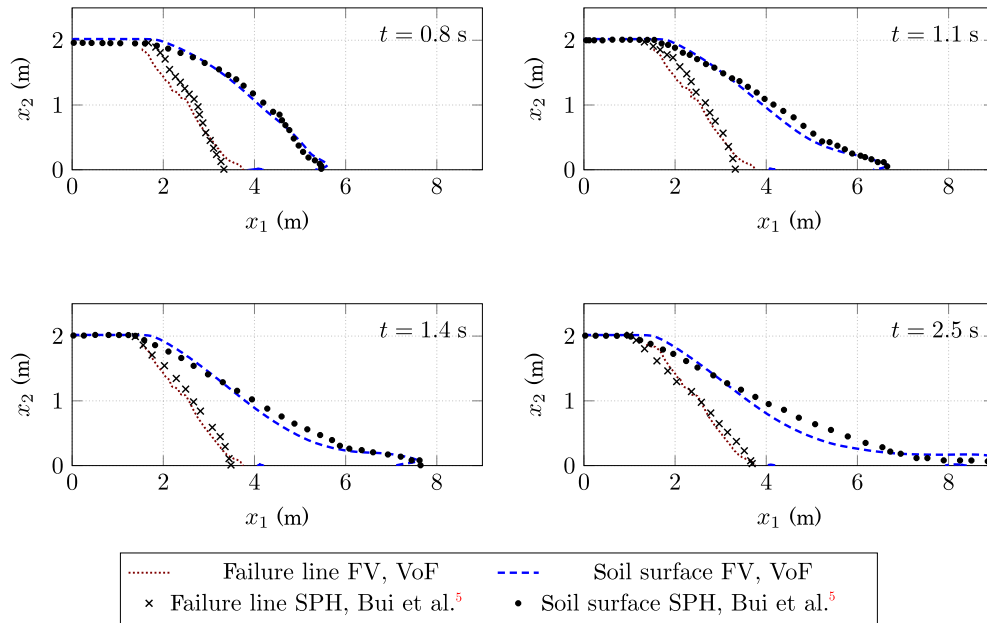 2
1
0
x₂ (m)
t = 0.8 s
0 2 4 6 8
x₁ (m)
2
1
0
x₂ (m)
t = 1.1 s
0 2 4 6 8
x₁ (m)
2
1
0
x₂ (m)
t = 1.4 s
0 2 4 6 8
x₁ (m)
2
1
0
x₂ (m)
t = 2.5 s
0 2 4 6 8
x₁ (m)
Failure line FV, VoF
Soil surface FV, VoF
Failure line SPH, Bui et al.⁵
Soil surface SPH, Bui et al.⁵